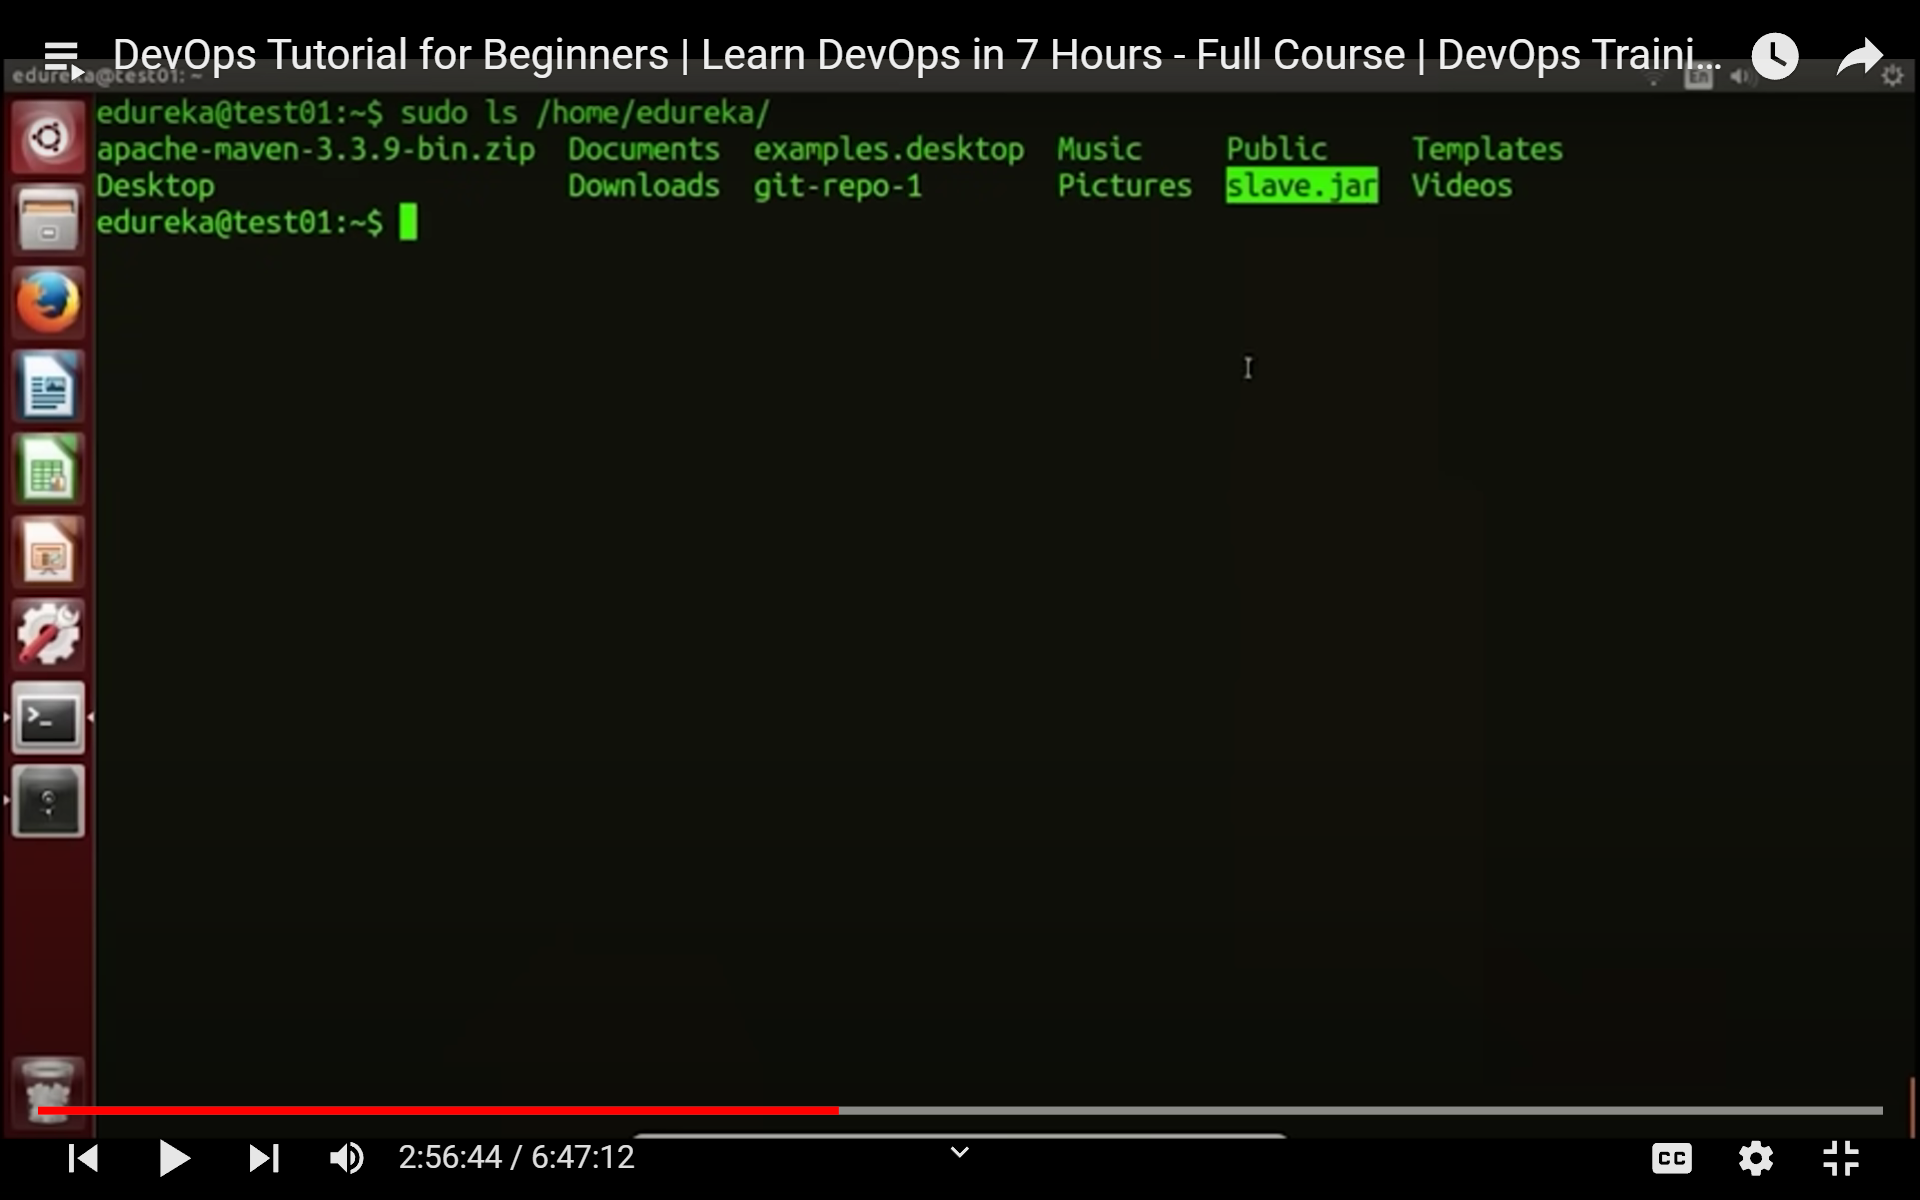 DevOps Tutorial for Beginners | Learn DevOps in 7 Hours - Full Course | DevOps Traini...
edureka@test01: ~
En
edureka@test01:~$ sudo ls /home/edureka/
apache-maven-3.3.9-bin.zip Documents examples.desktop Music Public Templates
Desktop Downloads git-repo-1 Pictures slave.jar Videos
edureka@test01:~$
2:56:44 / 6:47:12
CC